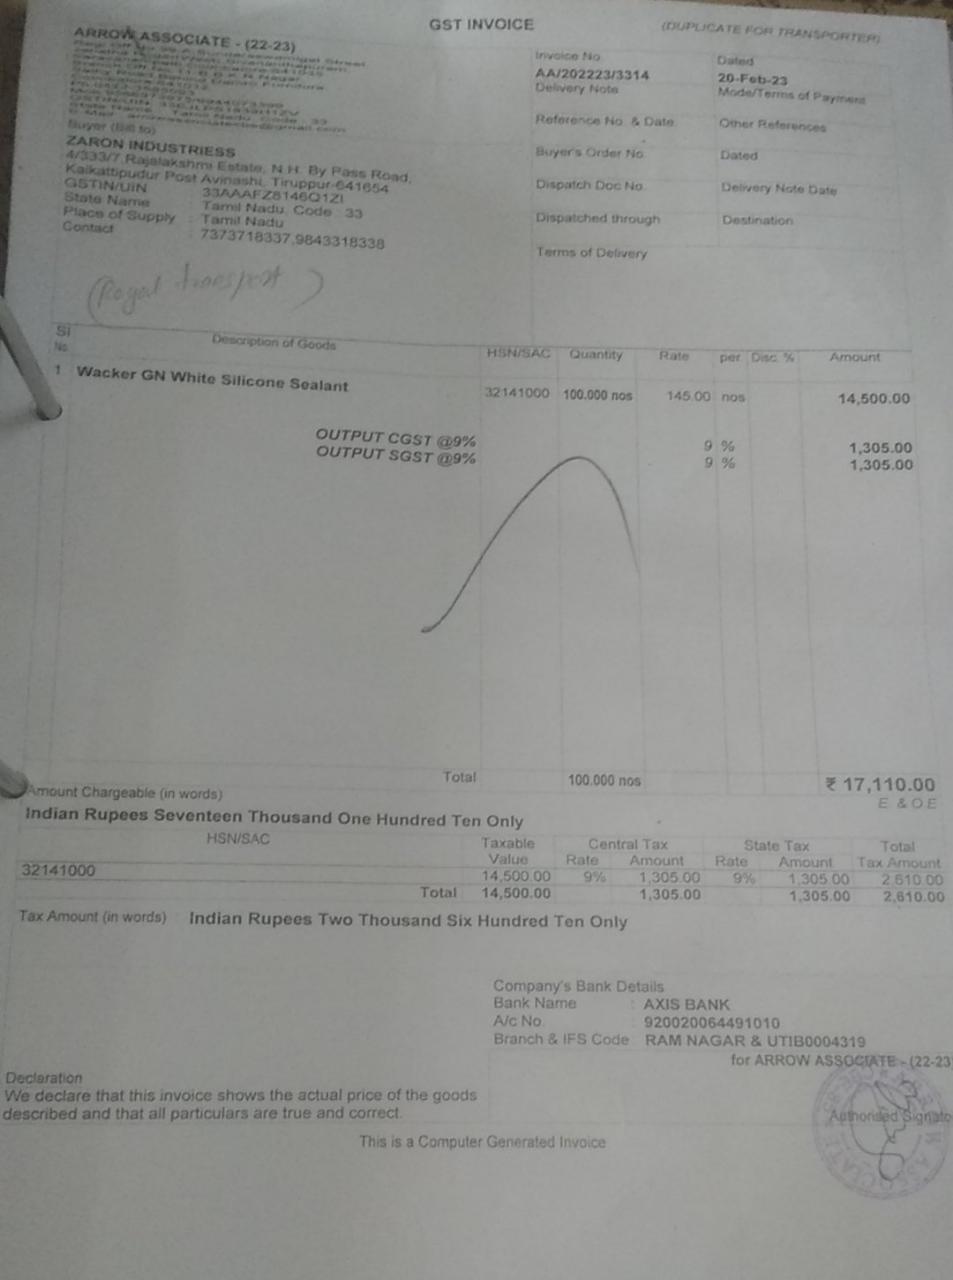 GST INVOICE
(DUPLICATE FOR TRANSPORTER)
ARROW ASSOCIATE - (22-23)
Buyer (Bill to)
ZARON INDUSTRIESS
4/333/7,Rajalakshmi Estate, N.H. By Pass Road,
Kaikattipudur Post Avinashi, Tiruppur-641654
GSTIN/UIN : 33AAAFZ8146Q1ZI
State Name : Tamil Nadu, Code : 33
Place of Supply : Tamil Nadu
Contact : 7373718337,9843318338
Invoice No. Dated
AA/202223/3314 20-Feb-23
Delivery Note Mode/Terms of Payment
Reference No. & Date. Other References
Buyer's Order No. Dated
Dispatch Doc No. Delivery Note Date
Dispatched through Destination
Terms of Delivery
(Royal transport)
Sl No. Description of Goods HSN/SAC Quantity Rate per Disc. % Amount
1 Wacker GN White Silicone Sealant 32141000 100.000 nos 145.00 nos 14,500.00
OUTPUT CGST @9% 9 % 1,305.00
OUTPUT SGST @9% 9 % 1,305.00
Total 100.000 nos ₹ 17,110.00
Amount Chargeable (in words) E. & O.E
Indian Rupees Seventeen Thousand One Hundred Ten Only
HSN/SAC Taxable Value Central Tax State Tax Total
Rate Amount Rate Amount Tax Amount
32141000 14,500.00 9% 1,305.00 9% 1,305.00 2,610.00
Total 14,500.00 1,305.00 1,305.00 2,610.00
Tax Amount (in words) : Indian Rupees Two Thousand Six Hundred Ten Only
Company's Bank Details
Bank Name : AXIS BANK
A/c No. : 920020064491010
Branch & IFS Code : RAM NAGAR & UTIB0004319
for ARROW ASSOCIATE - (22-23
Declaration
We declare that this invoice shows the actual price of the goods
described and that all particulars are true and correct.
Authorised Signato
This is a Computer Generated Invoice